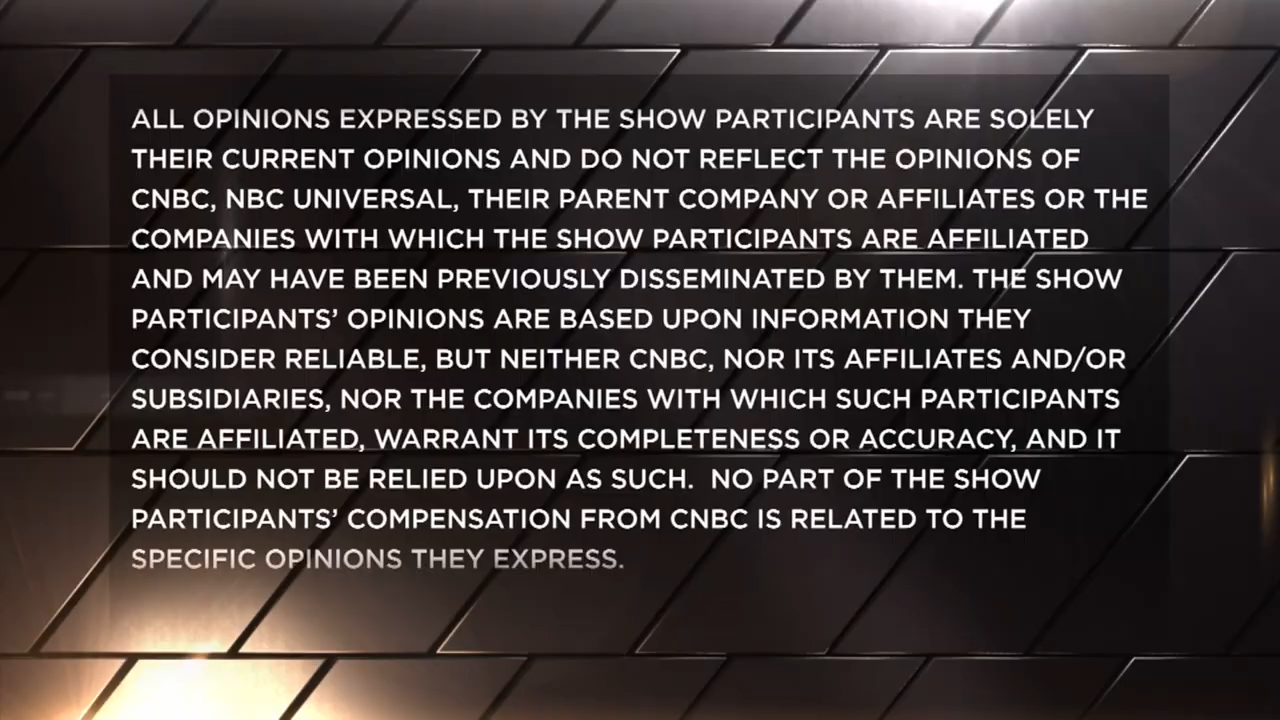 ALL OPINIONS EXPRESSED BY THE SHOW PARTICIPANTS ARE SOLELY
THEIR CURRENT OPINIONS AND DO NOT REFLECT THE OPINIONS OF
CNBC, NBC UNIVERSAL, THEIR PARENT COMPANY OR AFFILIATES OR THE
COMPANIES WITH WHICH THE SHOW PARTICIPANTS ARE AFFILIATED
AND MAY HAVE BEEN PREVIOUSLY DISSEMINATED BY THEM. THE SHOW
PARTICIPANTS’ OPINIONS ARE BASED UPON INFORMATION THEY
CONSIDER RELIABLE, BUT NEITHER CNBC, NOR ITS AFFILIATES AND/OR
SUBSIDIARIES, NOR THE COMPANIES WITH WHICH SUCH PARTICIPANTS
ARE AFFILIATED, WARRANT ITS COMPLETENESS OR ACCURACY, AND IT
SHOULD NOT BE RELIED UPON AS SUCH.  NO PART OF THE SHOW
PARTICIPANTS’ COMPENSATION FROM CNBC IS RELATED TO THE
SPECIFIC OPINIONS THEY EXPRESS.